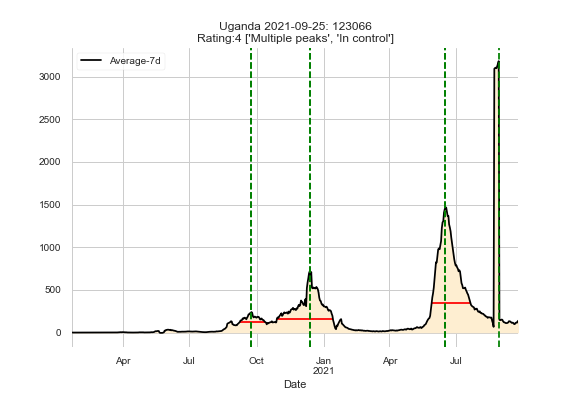 Uganda 2021-09-25: 123066
Rating:4 ['Multiple peaks', 'In control']
Average-7d
3000
2500
2000
1500
1000
500
0
Apr
Jul
Oct
Jan
2021
Apr
Jul
Date